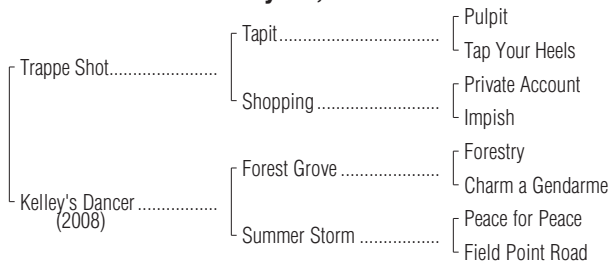 Trappe Shot......................
Kelley's Dancer ................
(2008)
Tapit................................
Shopping ........................
Forest Grove ...................
Summer Storm ................
Pulpit
Tap Your Heels
Private Account
Impish
Forestry
Charm a Gendarme
Peace for Peace
Field Point Road